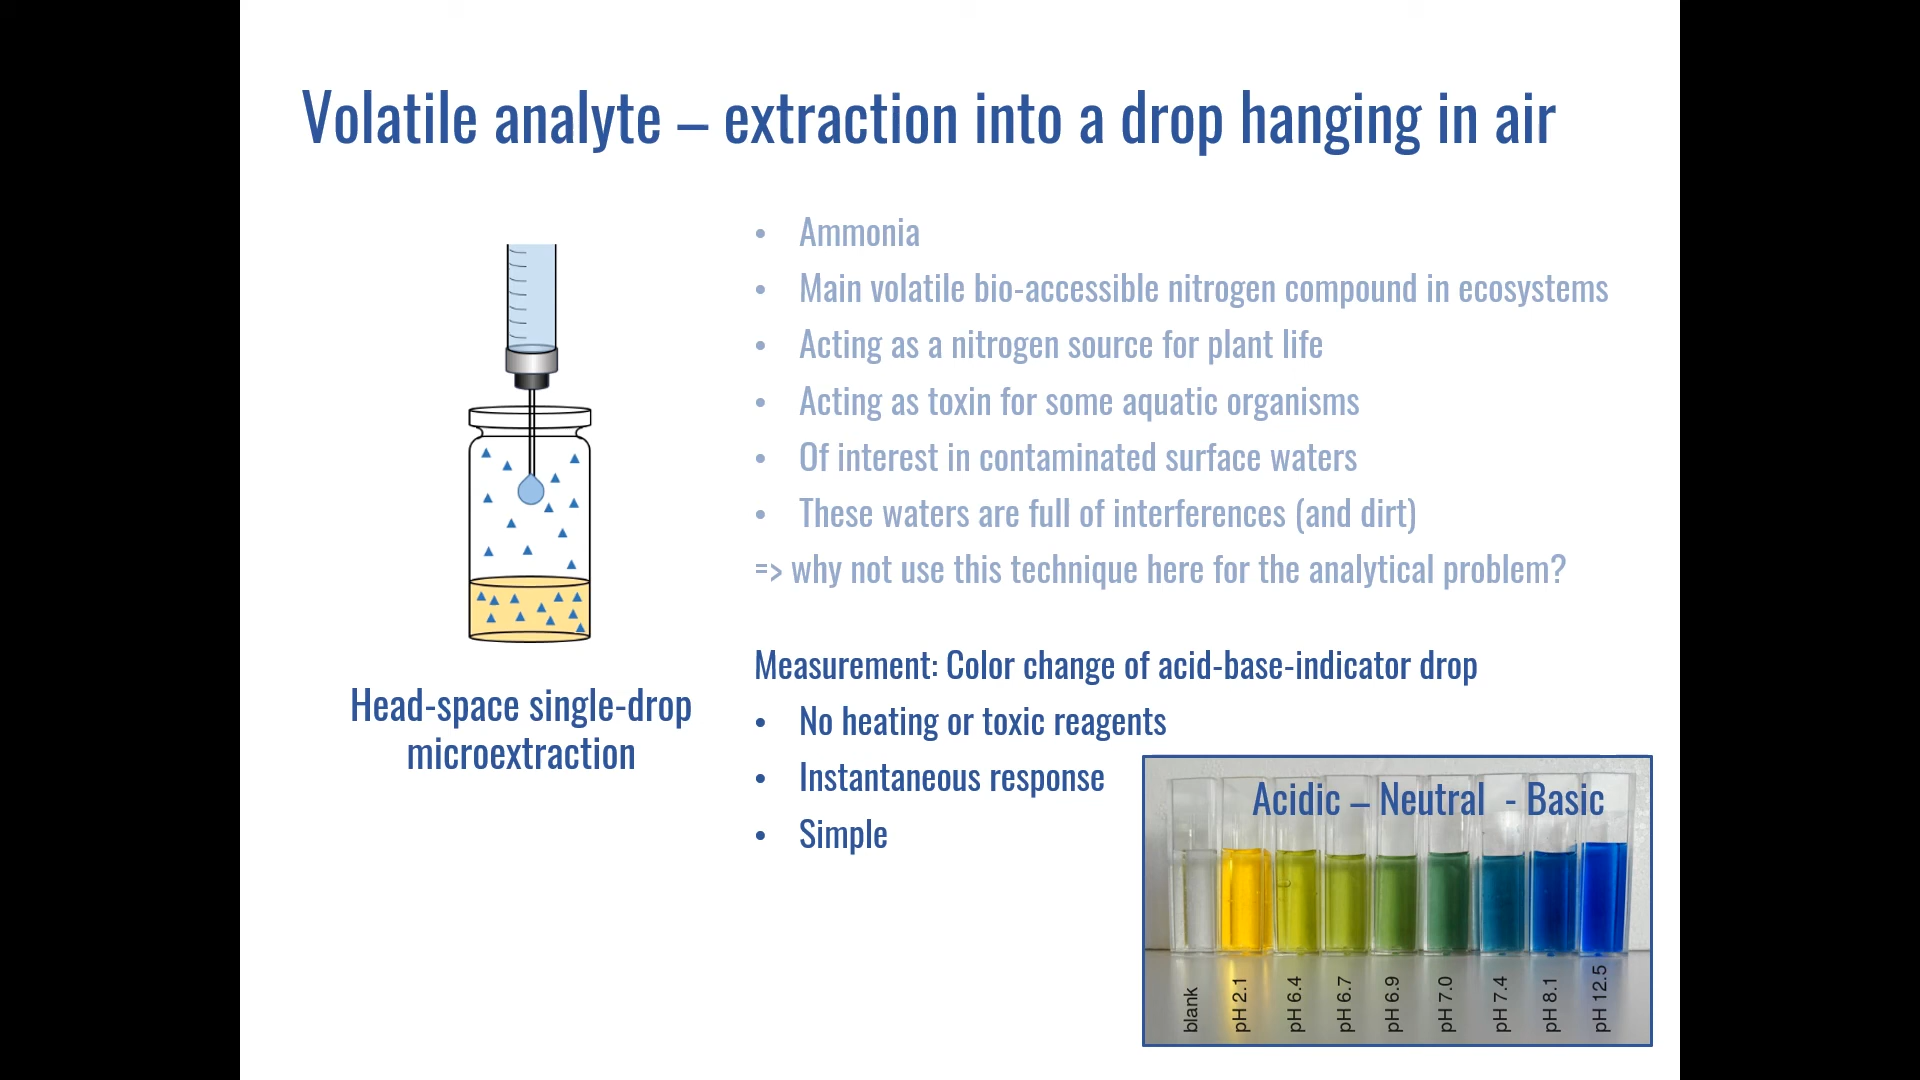 Volatile analyte – extraction into a drop hanging in air
• Ammonia
• Main volatile bio-accessible nitrogen compound in ecosystems
• Acting as a nitrogen source for plant life
• Acting as toxin for some aquatic organisms
• Of interest in contaminated surface waters
• These waters are full of interferences (and dirt)
=> why not use this technique here for the analytical problem?
Head-space single-drop
microextraction
Measurement: Color change of acid-base-indicator drop
• No heating or toxic reagents
• Instantaneous response
• Simple
Acidic – Neutral - Basic
blank
pH 2.1
pH 6.4
pH 6.7
pH 6.9
pH 7.0
pH 7.4
pH 8.1
pH 12.5